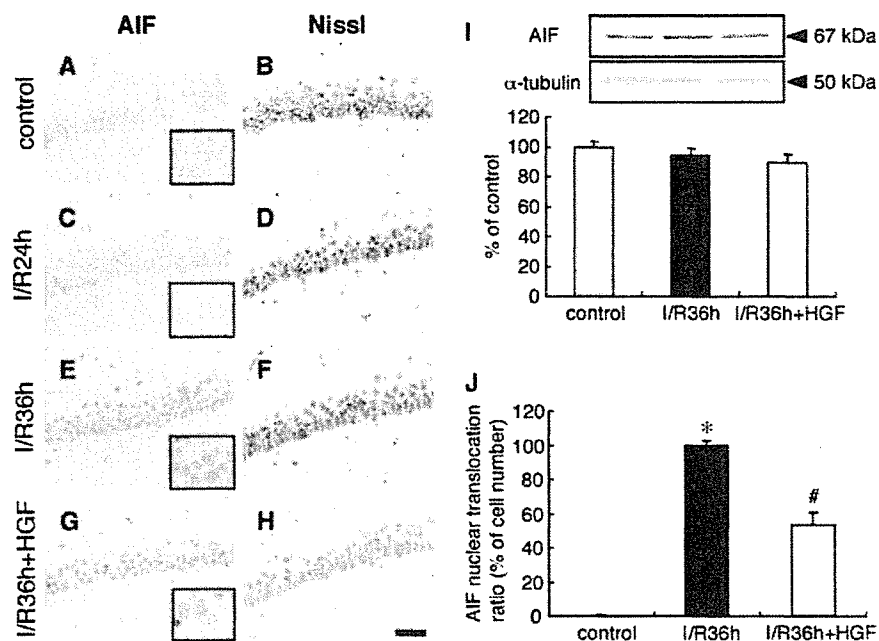 AIF
Nissl
control
A
B
I/R24h
C
D
I/R36h
E
F
I/R36h+HGF
G
H
I
AIF
67 kDa
α-tubulin
50 kDa
% of control
120
100
80
60
40
20
0
control
I/R36h
I/R36h+HGF
J
AIF nuclear translocation
ratio (% of cell number)
120
100
80
60
40
20
0
*
#
control
I/R36h
I/R36h+HGF